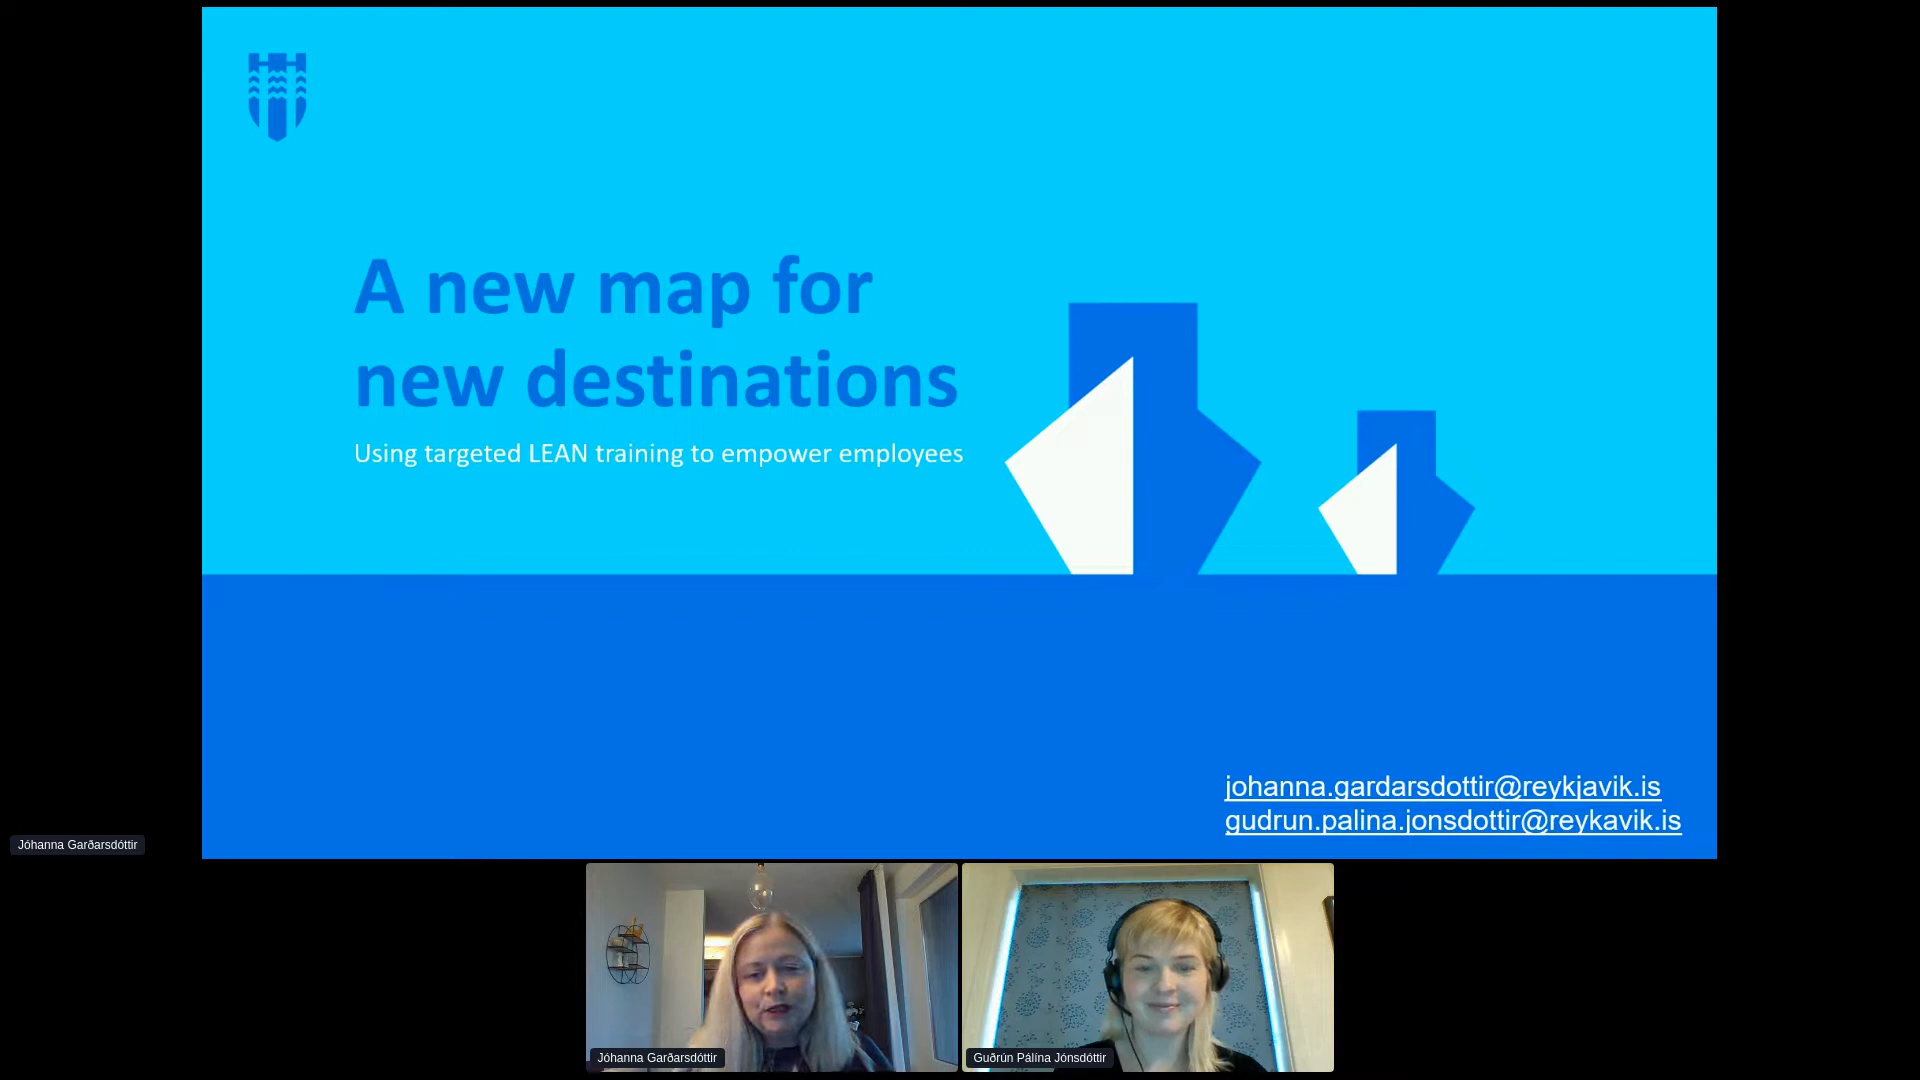 A new map for
new destinations
Using targeted LEAN training to empower employees
johanna.gardarsdottir@reykjavik.is
gudrun.palina.jonsdottir@reykavik.is
Jóhanna Garðarsdóttir
Jóhanna Garðarsdóttir
Guðrún Pálína Jónsdóttir